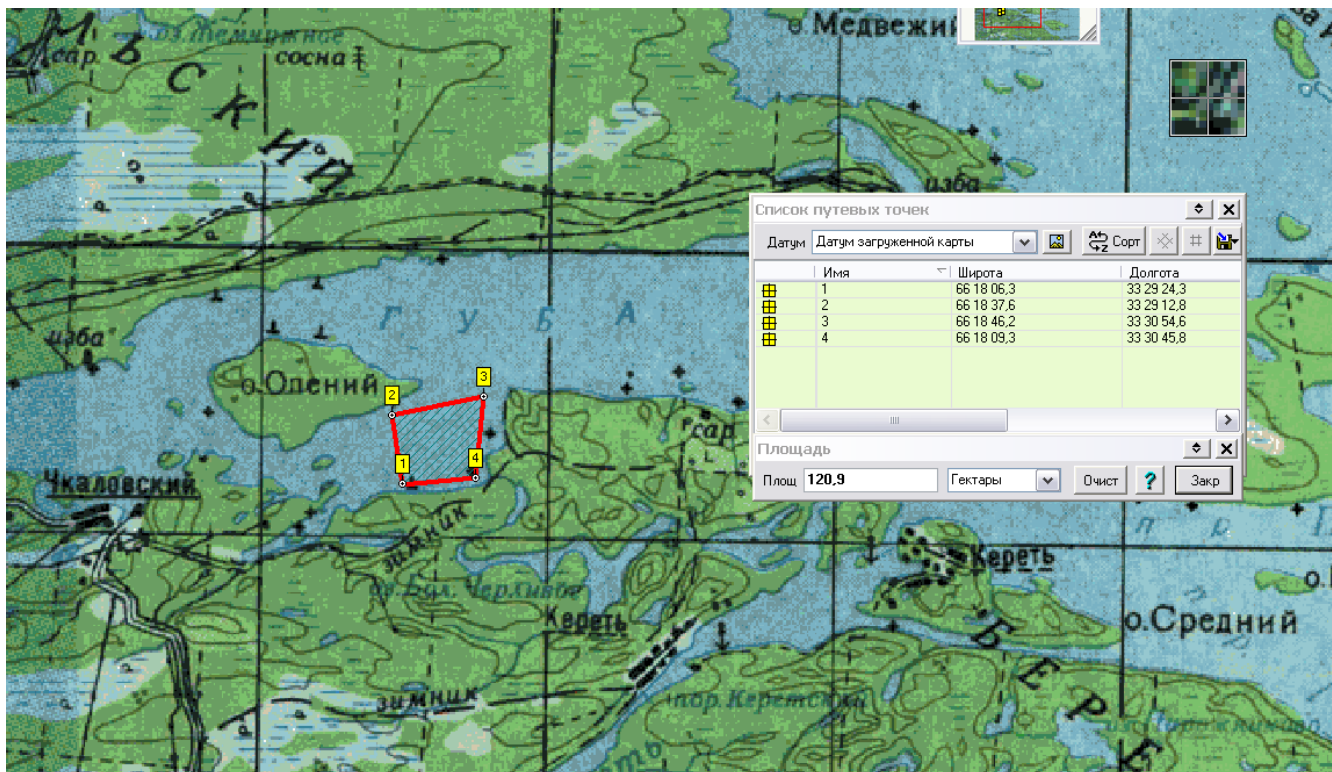 оз.Темиржное
сар.
сосна
о Медвежий
Ь С К И Й
изба
Список путевых точек
Датум Датум загруженной карты Сорт
Имя Широта Долгота
1 66 18 06,3 33 29 24,3
2 66 18 37,6 33 29 12,8
3 66 18 46,2 33 30 54,6
4 66 18 09,3 33 30 45,8
Г У Б А
изба
о.Олений
3
2
сар
1
4
Площадь
Площ 120,9 Гектары Очист ? Закр
Чкаловский
зимник
Кереть
оз.Бол. Черливое
Кереть
о.Средний
зимник
пор.Керетский
Б Е Р Е